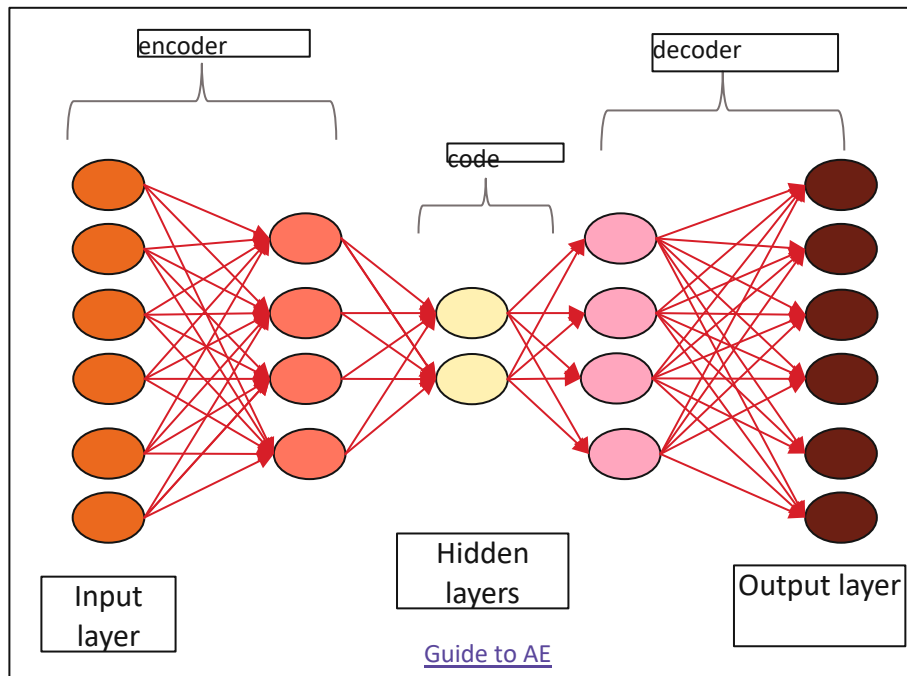 encoder
decoder
code
Input
layer
Hidden
layers
Output layer
Guide to AE